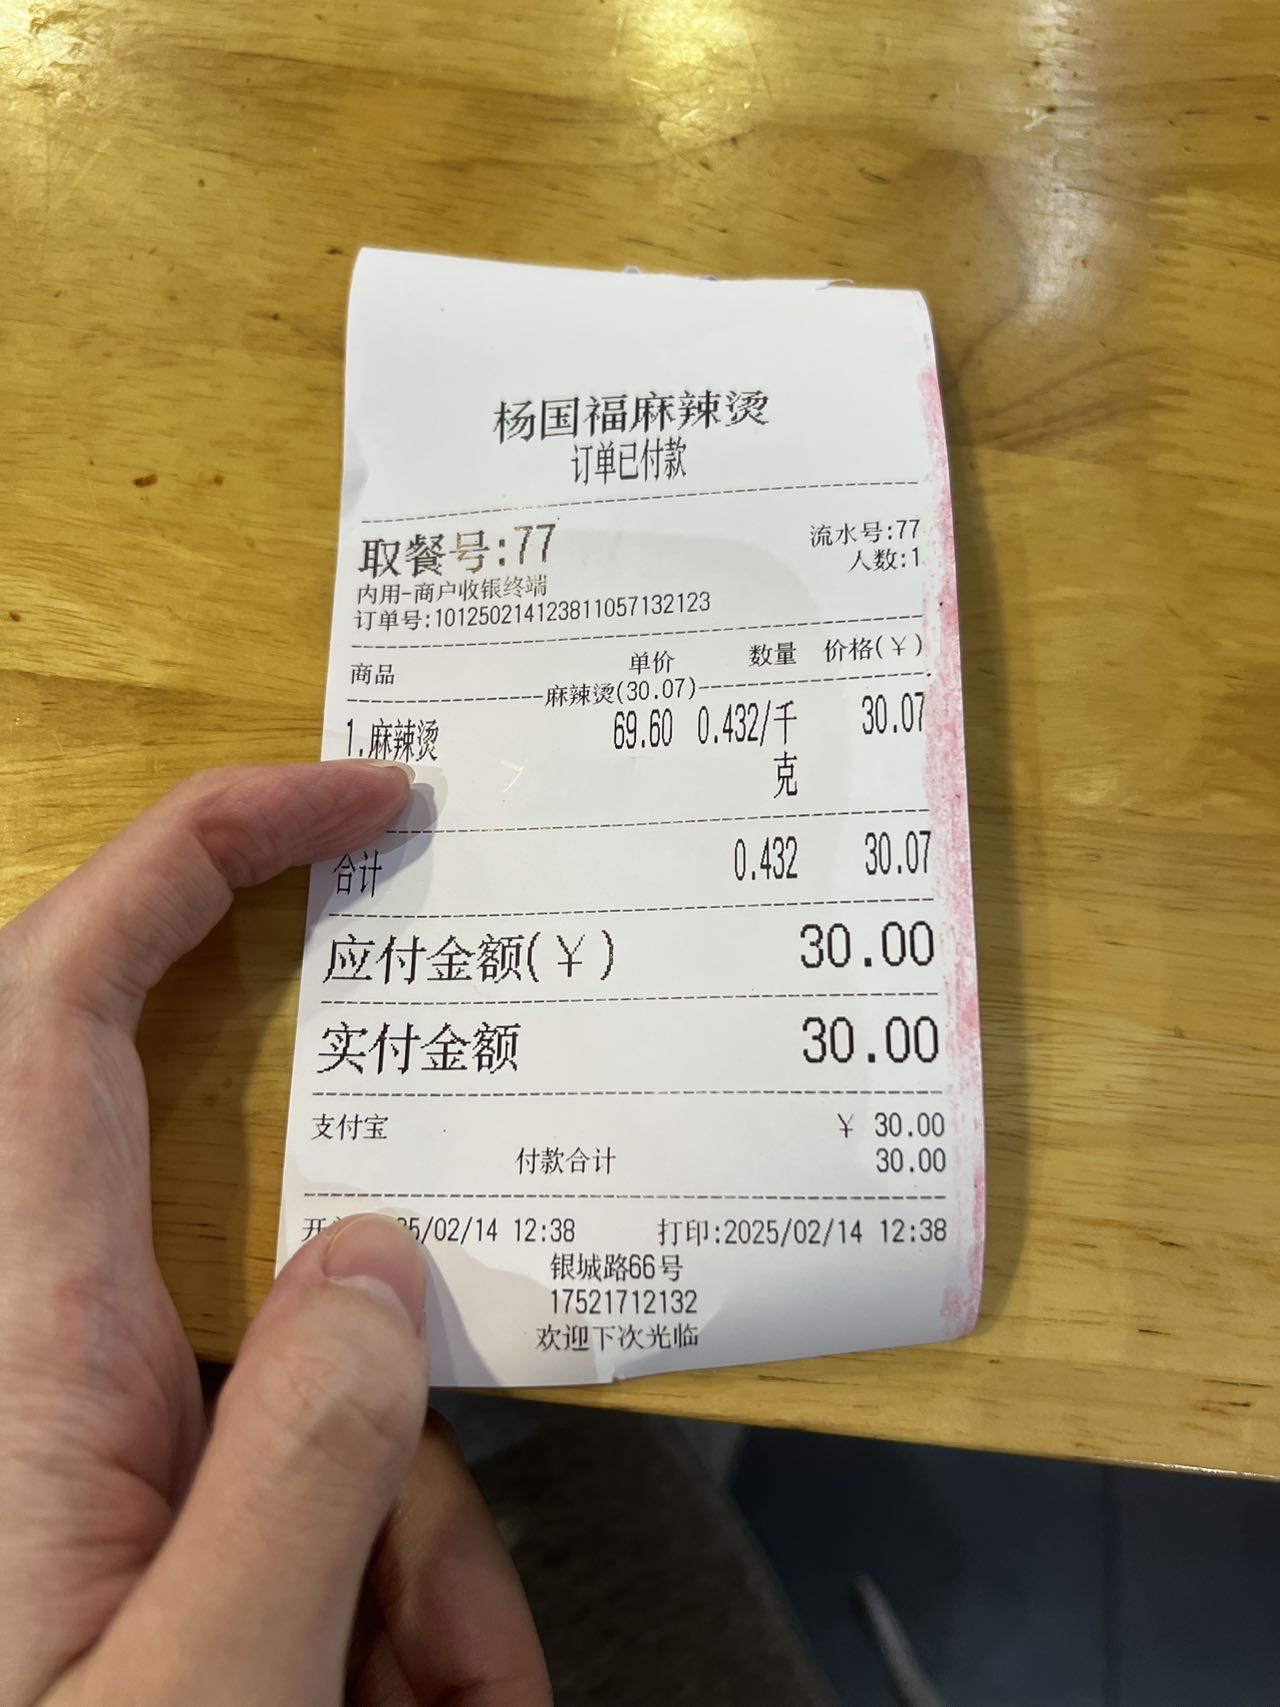 杨国福麻辣烫
订单已付款
取餐号:77 流水号:77
内用-商户收银终端 人数:1
订单号:101250214123811057132123
商品 单价 数量 价格(¥)
麻辣烫(30.07)
1.麻辣烫 69.60 0.432/千克 30.07
合计 0.432 30.07
应付金额(¥) 30.00
实付金额 30.00
支付宝 ¥ 30.00
付款合计 30.00
5/02/14 12:38 打印:2025/02/14 12:38
银城路66号
17521712132
欢迎下次光临